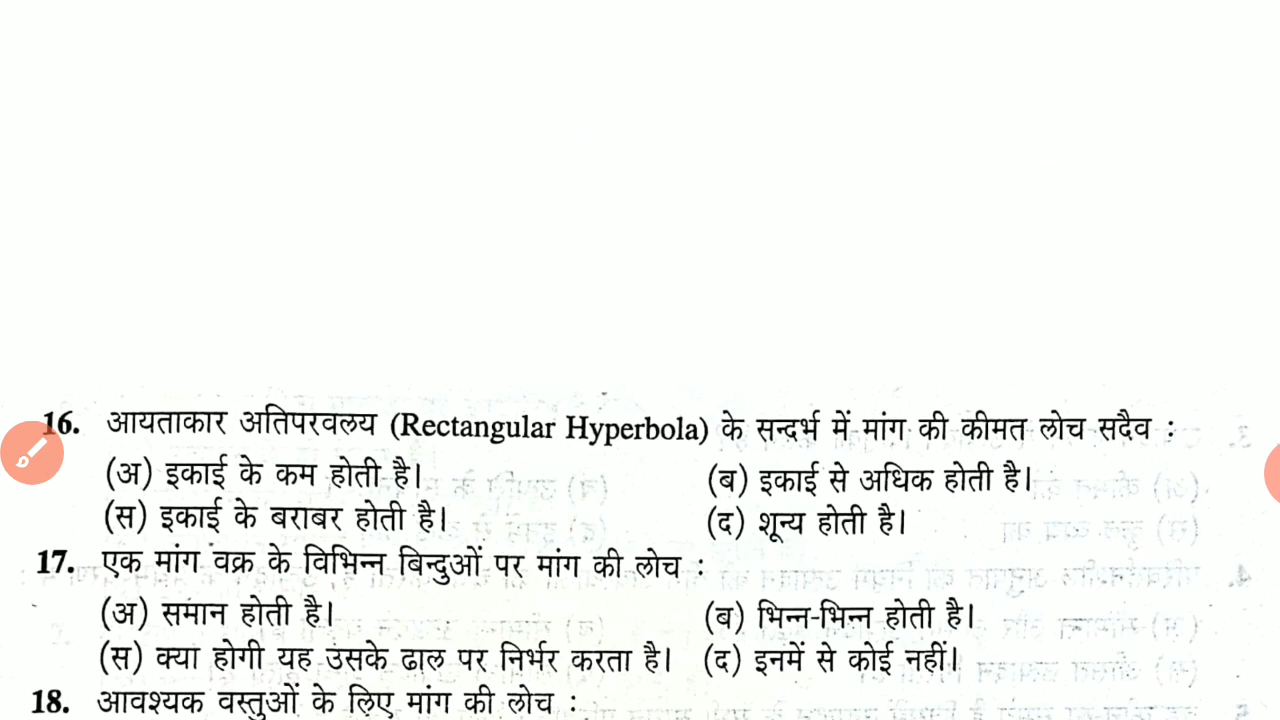 16. आयताकार अतिपरवलय (Rectangular Hyperbola) के सन्दर्भ में मांग की कीमत लोच सदैव :
(अ) इकाई के कम होती है। (ब) इकाई से अधिक होती है।
(स) इकाई के बराबर होती है। (द) शून्य होती है।
17. एक मांग वक्र के विभिन्न बिन्दुओं पर मांग की लोच :
(अ) समान होती है। (ब) भिन्न-भिन्न होती है।
(स) क्या होगी यह उसके ढाल पर निर्भर करता है। (द) इनमें से कोई नहीं।
18. आवश्यक वस्तुओं के लिए मांग की लोच :